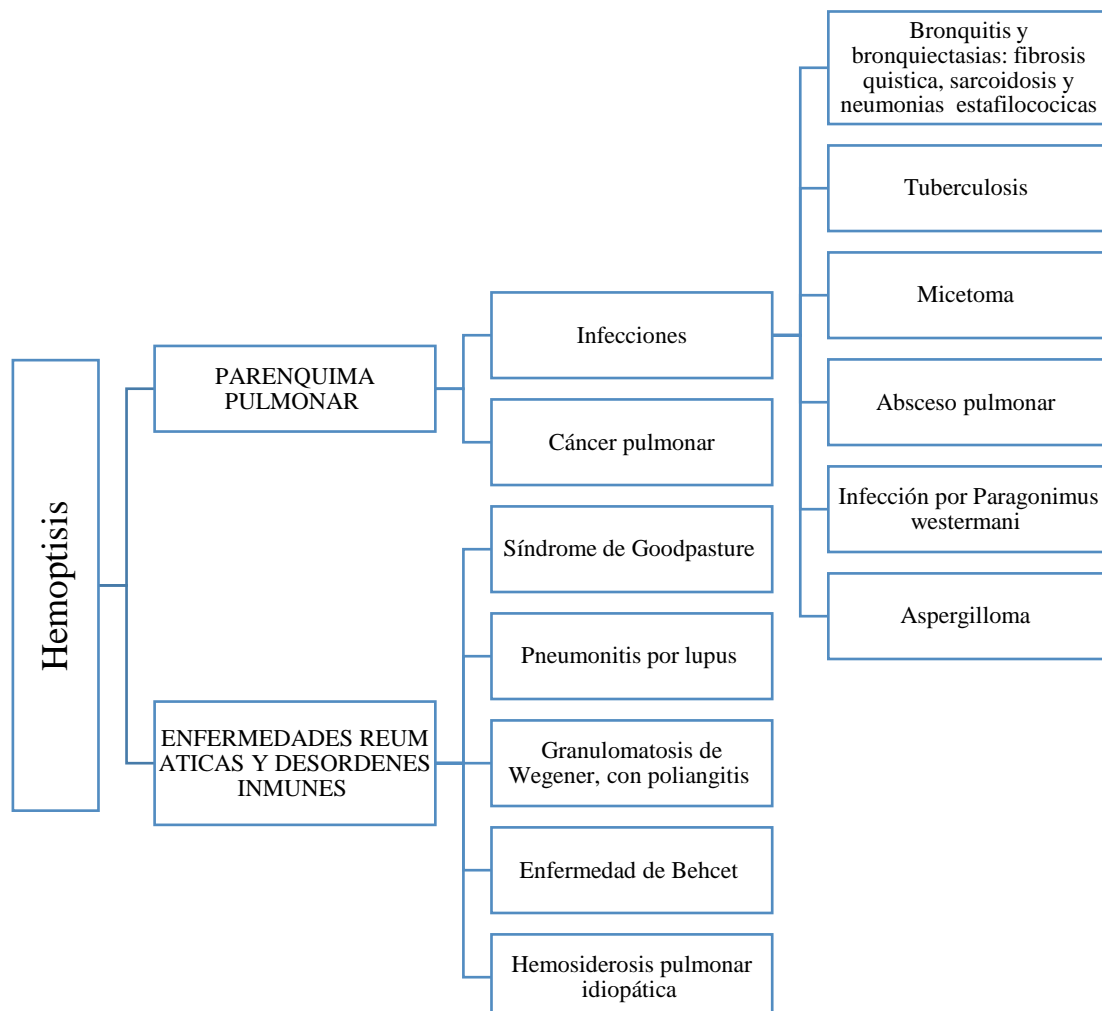 Hemoptisis
PARENQUIMA
PULMONAR
Infecciones
Bronquitis y
bronquiectasias: fibrosis
quistica, sarcoidosis y
neumonias estafilococicas
Tuberculosis
Micetoma
Absceso pulmonar
Infección por Paragonimus
westermani
Aspergilloma
Cáncer pulmonar
ENFERMEDADES REUM
ATICAS Y DESORDENES
INMUNES
Síndrome de Goodpasture
Pneumonitis por lupus
Granulomatosis de
Wegener, con poliangitis
Enfermedad de Behcet
Hemosiderosis pulmonar
idiopática